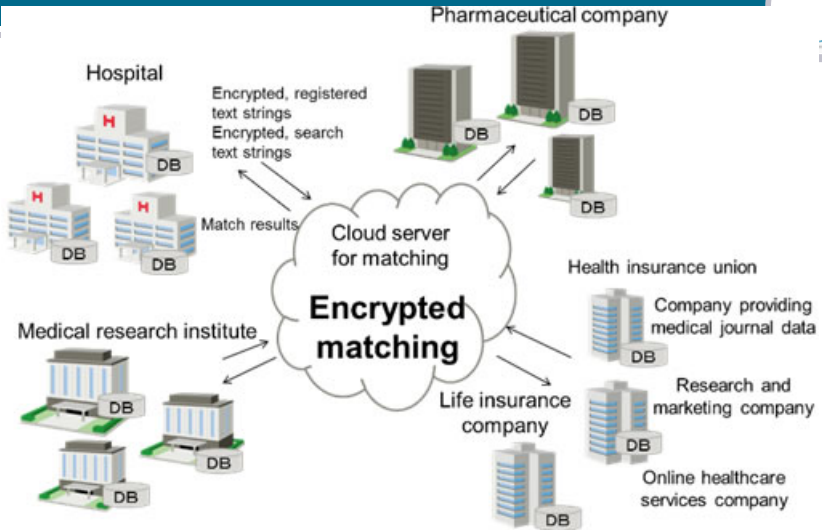 Pharmaceutical company
Hospital
Encrypted, registered
text strings
Encrypted, search
text strings
DB
DB
DB
H
DB
H
DB
H
DB
Match results
Cloud server
for matching
Encrypted
matching
Health insurance union
Company providing
medical journal data
DB
Medical research institute
DB
DB
DB
Research and
marketing company
DB
Life insurance
company
Online healthcare
services company
DB